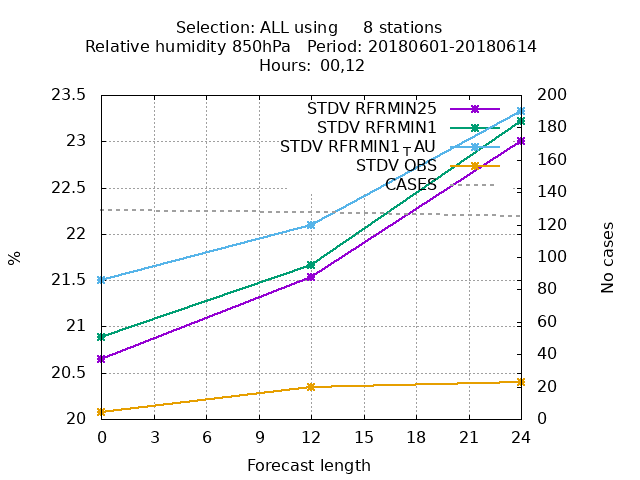 Selection: ALL using     8 stations
Relative humidity 850hPa   Period: 20180601-20180614
Hours: 00,12
23.5
23
22.5
22
21.5
21
20.5
20
%
STDV RFRMIN25
STDV RFRMIN1
STDV RFRMIN1TAU
STDV OBS
CASES
200
180
160
140
120
100
80
60
40
20
0
No cases
0 3 6 9 12 15 18 21 24
Forecast length